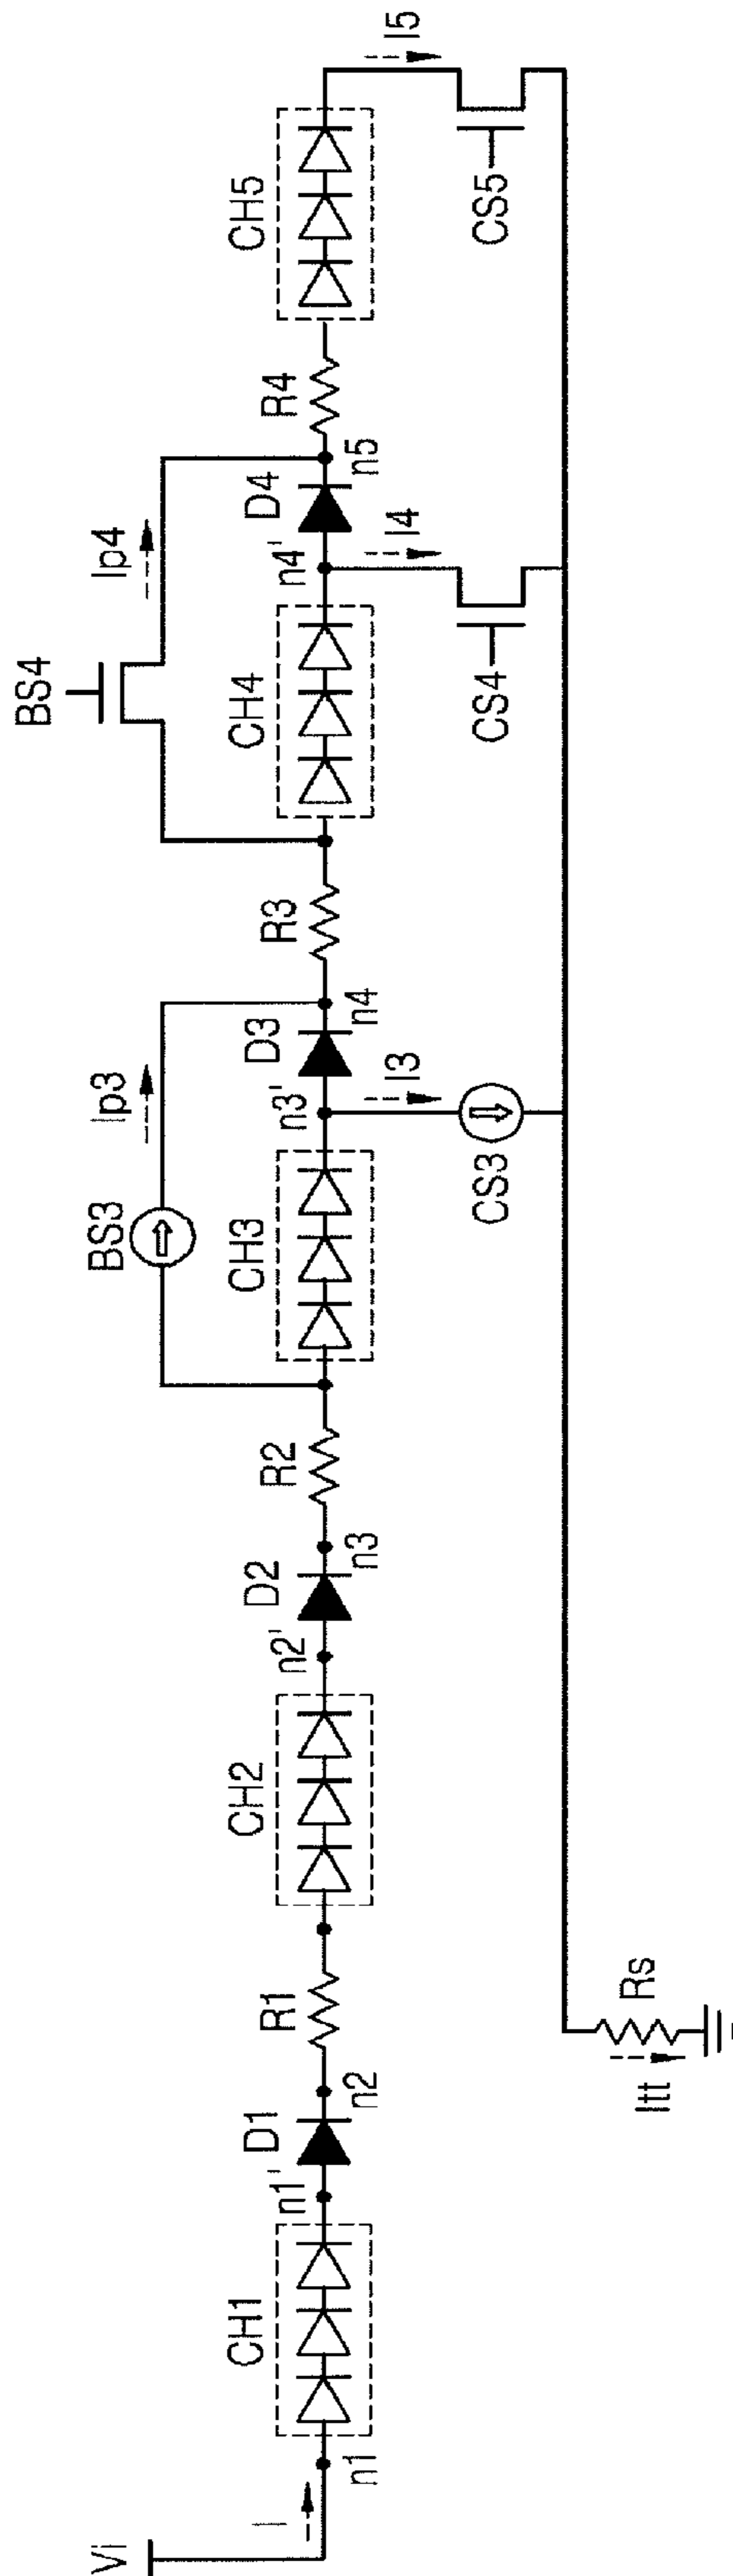 Vi
I
n1
CH1
n1'
D1
n2
R1
CH2
n2'
D2
n3
R2
BS3
Ip3
CH3
n3'
D3
n4
I3
CS3
R3
BS4
Ip4
CH4
n4'
D4
n5
I4
CS4
R4
CH5
I5
CS5
Rs
Itt